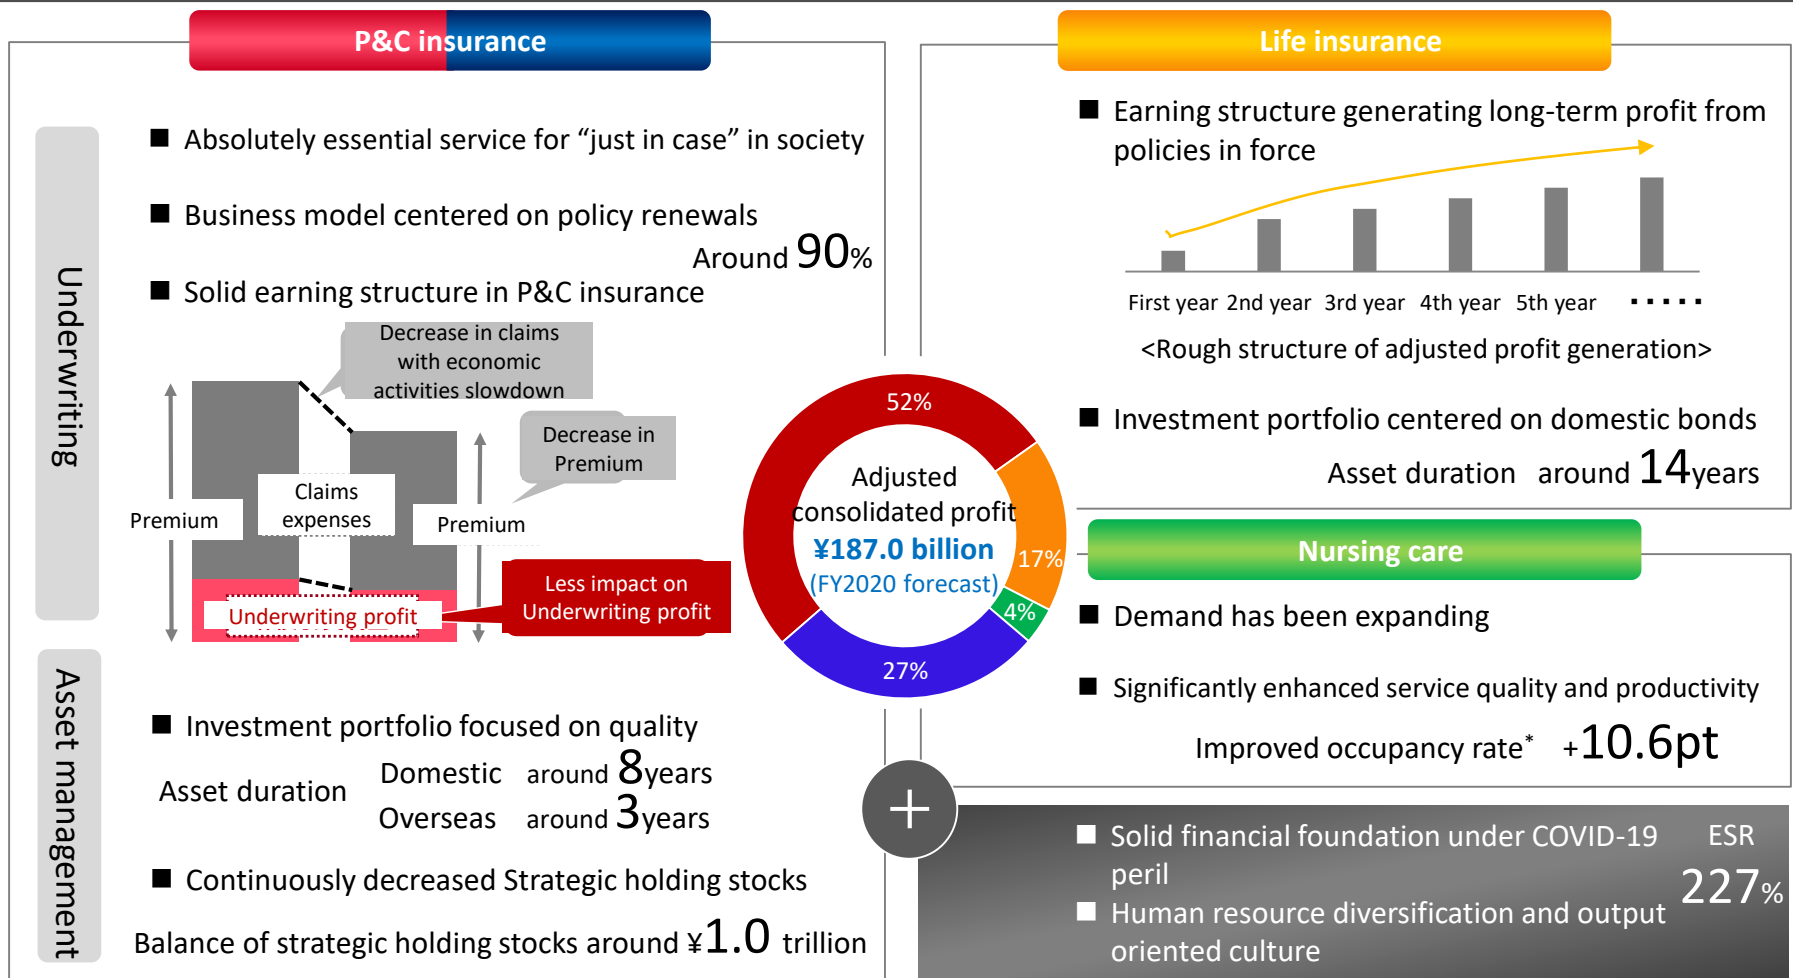 P&C insurance
Underwriting
■ Absolutely essential service for “just in case” in society
■ Business model centered on policy renewals
Around 90%
■ Solid earning structure in P&C insurance
Decrease in claims
with economic
activities slowdown
Decrease in
Premium
Claims
expenses
Premium
Premium
Underwriting profit
Less impact on
Underwriting profit
Asset management
■ Investment portfolio focused on quality
Asset duration
Domestic around 8years
Overseas around 3years
■ Continuously decreased Strategic holding stocks
Balance of strategic holding stocks around ¥1.0 trillion
52%
17%
4%
27%
Adjusted
consolidated profit
¥187.0 billion
(FY2020 forecast)
Life insurance
■ Earning structure generating long-term profit from
policies in force
First year 2nd year 3rd year 4th year 5th year ·····
<Rough structure of adjusted profit generation>
■ Investment portfolio centered on domestic bonds
Asset duration around 14years
Nursing care
■ Demand has been expanding
■ Significantly enhanced service quality and productivity
Improved occupancy rate* +10.6pt
+
■ Solid financial foundation under COVID-19
peril
■ Human resource diversification and output
oriented culture
ESR
227%